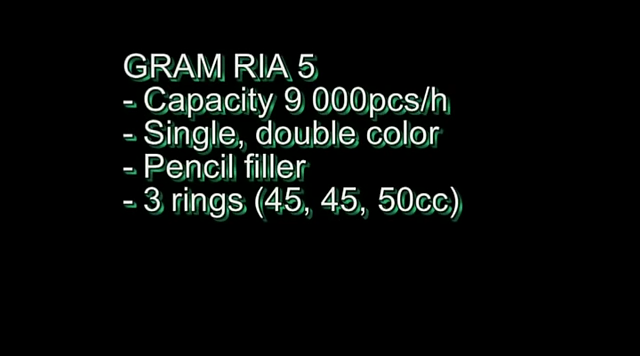 GRAM RIA 5
- Capacity 9 000pcs/h
- Single, double color
- Pencil filler
- 3 rings (45, 45, 50cc)